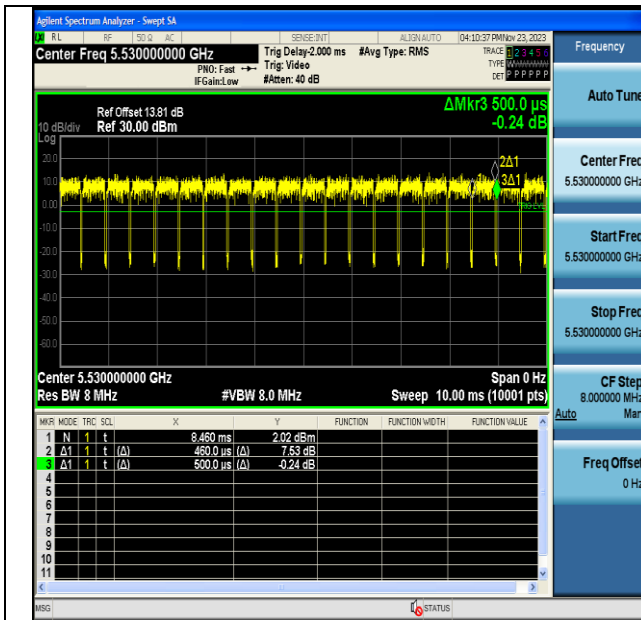 Agilent Spectrum Analyzer - Swept SA
RL RF 50 Ω AC SENSE:INT ALIGN AUTO 04:10:37 PM Nov 23, 2023
Center Freq 5.530000000 GHz
PNO: Fast
IFGain:Low
Trig Delay-2.000 ms
Trig: Video
#Atten: 40 dB
#Avg Type: RMS
TRACE 1 2 3 4 5 6
TYPE WWWWWW
DET P P P P P P
ΔMkr3 500.0 µs
-0.24 dB
Ref Offset 13.81 dB
10 dB/div Ref 30.00 dBm
Log
20.0
10.0
0.00
-10.0
-20.0
-30.0
-40.0
-50.0
-60.0
2Δ1
1
3Δ1
TRIG LVL
Center 5.530000000 GHz Span 0 Hz
Res BW 8 MHz #VBW 8.0 MHz Sweep 10.00 ms (10001 pts)
MKR MODE TRC SCL X Y FUNCTION FUNCTION WIDTH FUNCTION VALUE
1 N 1 t 8.460 ms 2.02 dBm
2 Δ1 1 t (Δ) 460.0 µs (Δ) 7.53 dB
3 Δ1 1 t (Δ) 500.0 µs (Δ) -0.24 dB
4
5
6
7
8
9
10
11
MSG STATUS
Frequency
Auto Tune
Center Freq
5.530000000 GHz
Start Freq
5.530000000 GHz
Stop Freq
5.530000000 GHz
CF Step
8.000000 MHz
Auto Man
Freq Offset
0 Hz